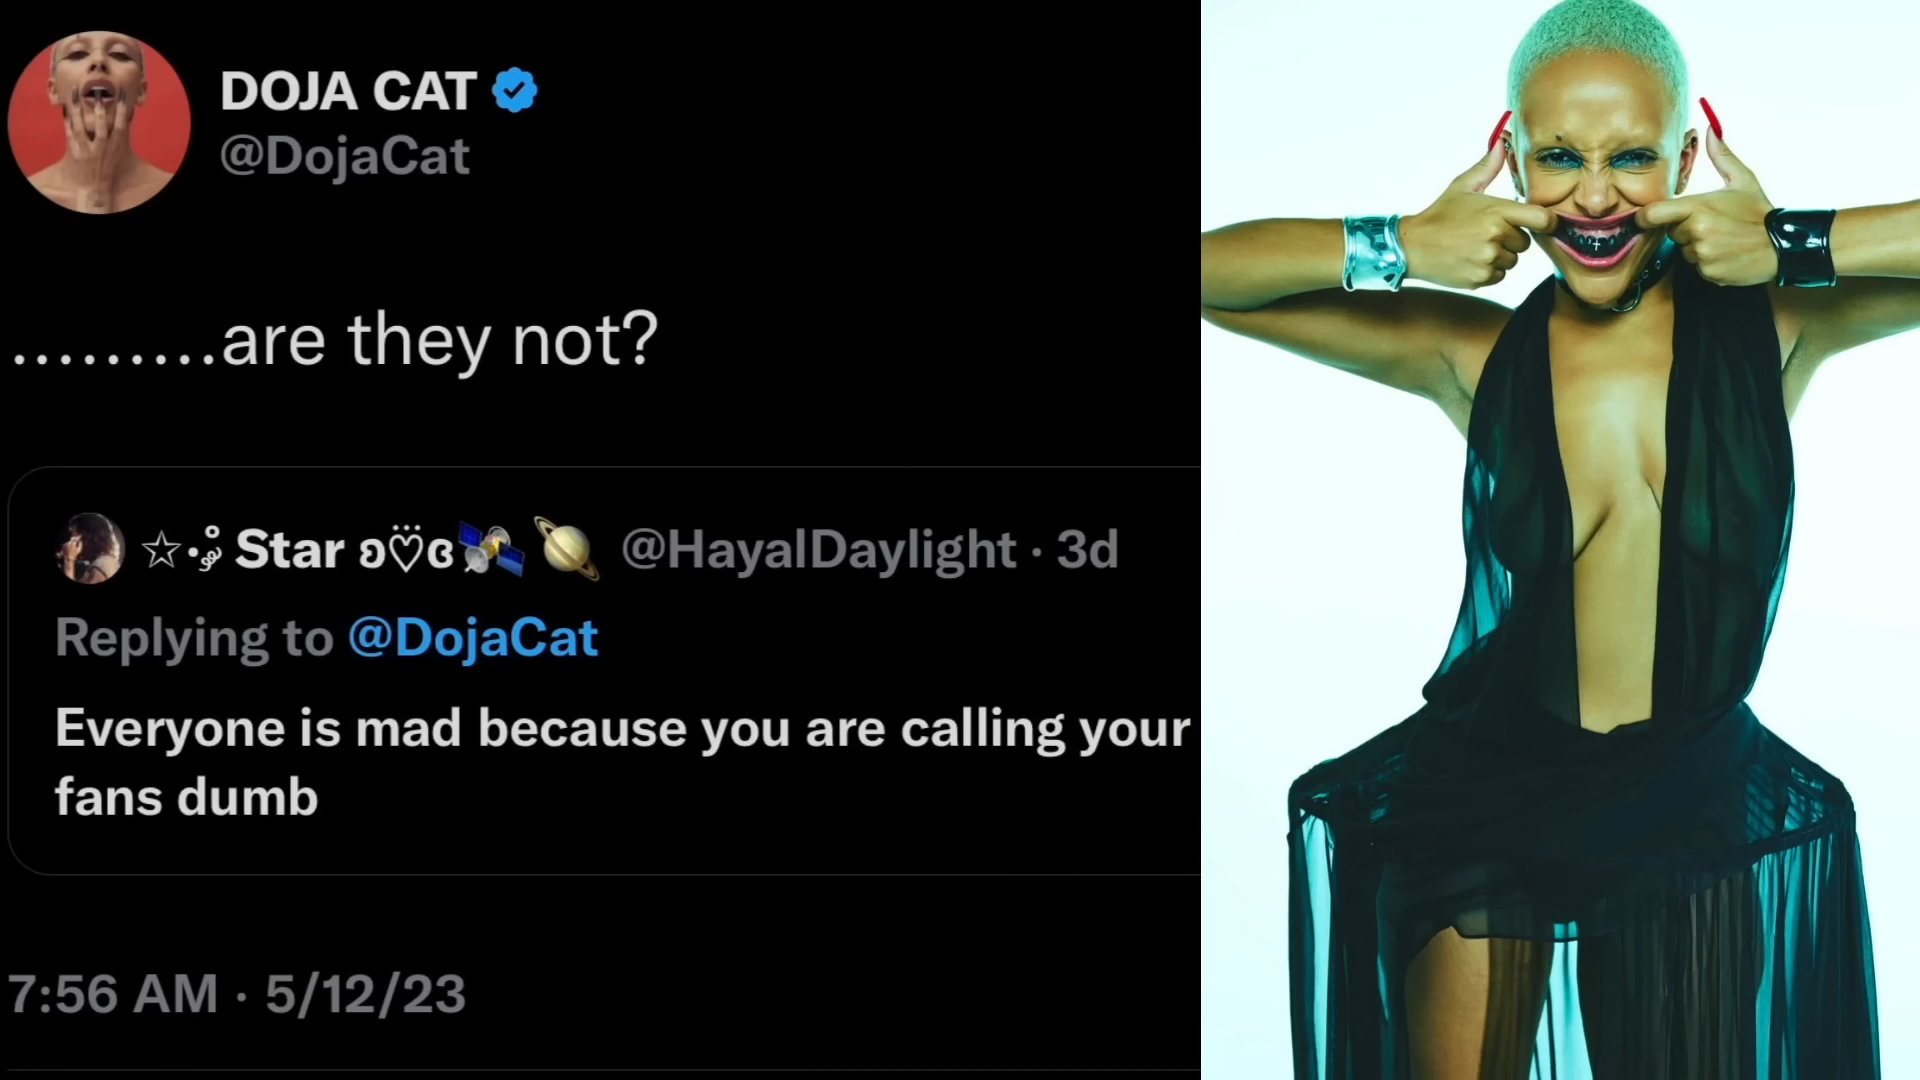 DOJA CAT
@DojaCat
.........are they not?
☆•.ೃ࿔ Star ʚ♡̈ɞ🛰️🪐 @HayalDaylight · 3d
Replying to @DojaCat
Everyone is mad because you are calling your
fans dumb
7:56 AM · 5/12/23